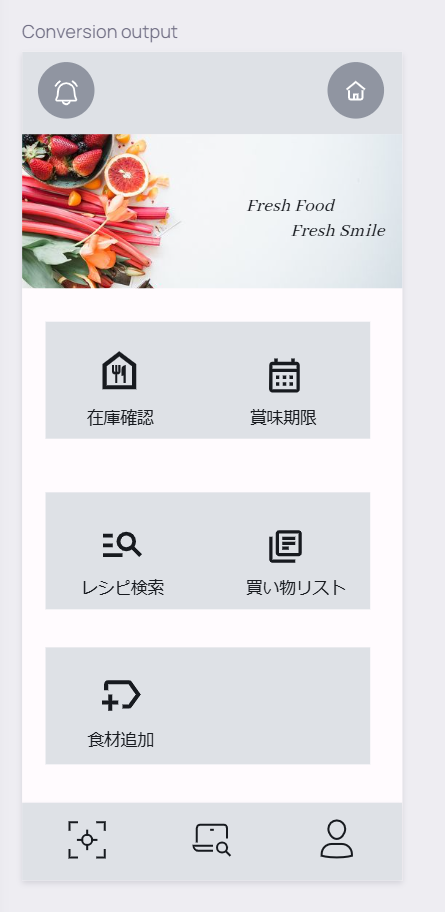 Conversion output
Fresh Food
Fresh Smile
在庫確認
賞味期限
レシピ検索
買い物リスト
食材追加